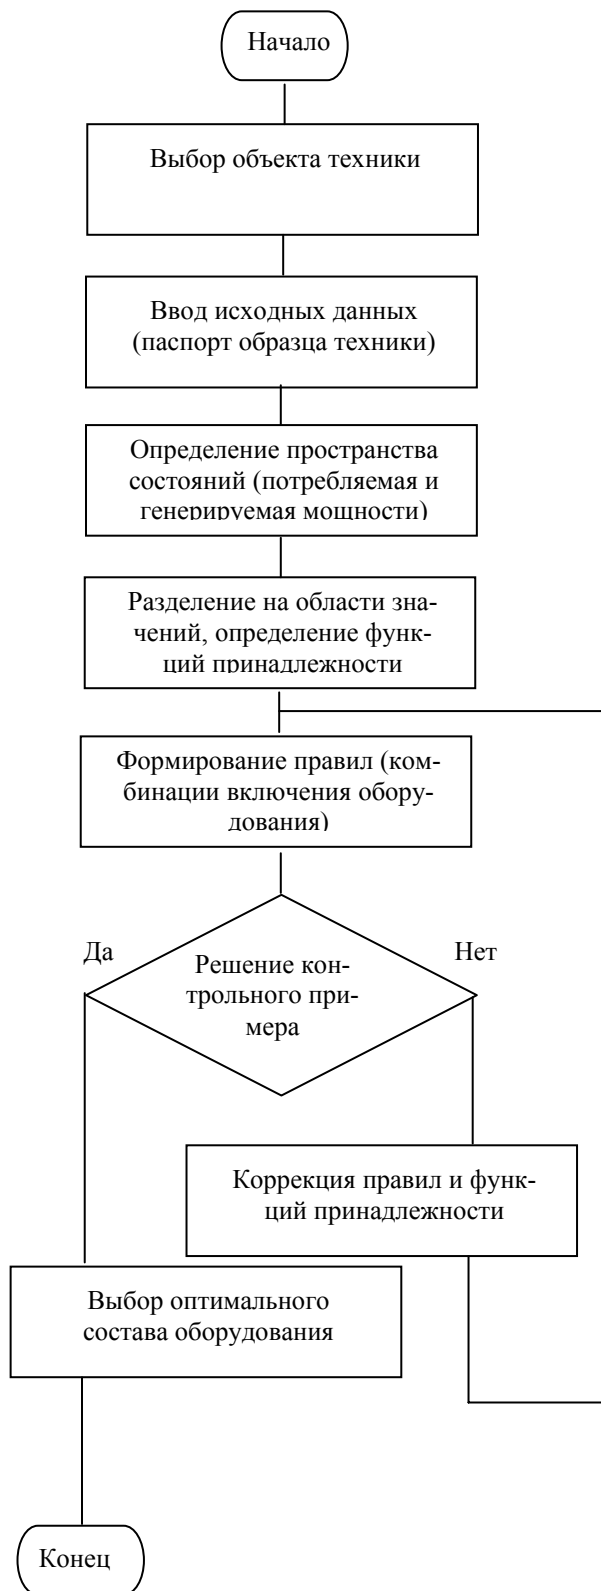 Начало
Выбор объекта техники
Ввод исходных данных
(паспорт образца техники)
Определение пространства
состояний (потребляемая и
генерируемая мощности)
Разделение на области зна-
чений, определение функ-
ций принадлежности
Формирование правил (ком-
бинации включения обору-
дования)
Да
Нет
Решение кон-
трольного при-
мера
Коррекция правил и функ-
ций принадлежности
Выбор оптимального
состава оборудования
Конец